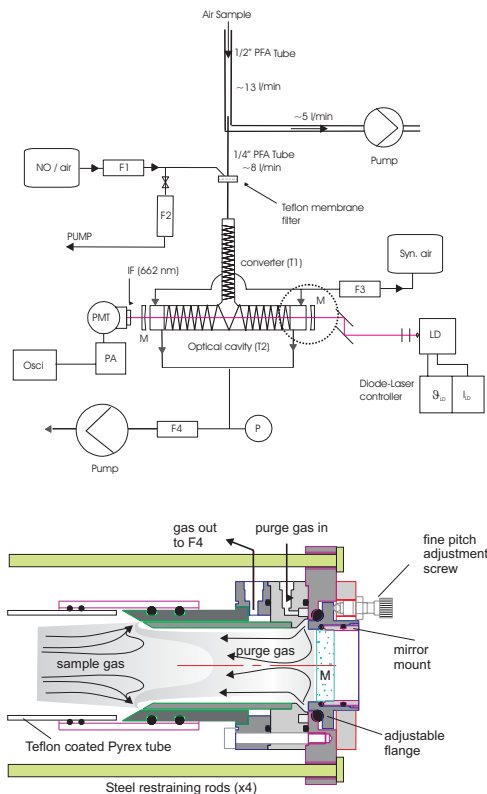 Air Sample
1/2" PFA Tube
~13 l/min
~5 l/min
Pump
1/4" PFA Tube
~8 l/min
NO / air
F1
F2
Teflon membrane
filter
PUMP
converter (T1)
Syn. air
IF (662 nm)
F3
M
PMT
M
Optical cavity (T2)
LD
Osci
PA
Diode-Laser
controller
ϑLD
ILD
F4
P
Pump
gas out
to F4
purge gas in
fine pitch
adjustment
screw
sample gas
purge gas
M
mirror
mount
Teflon coated Pyrex tube
adjustable
flange
Steel restraining rods (x4)